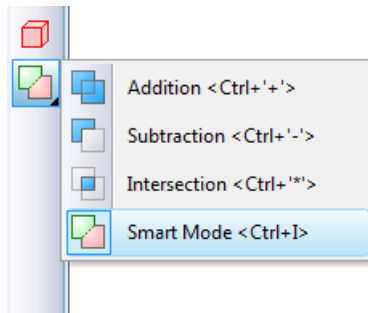 Addition <Ctrl+'+'>
Subtraction <Ctrl+'-'>
Intersection <Ctrl+'*'>
Smart Mode <Ctrl+I>